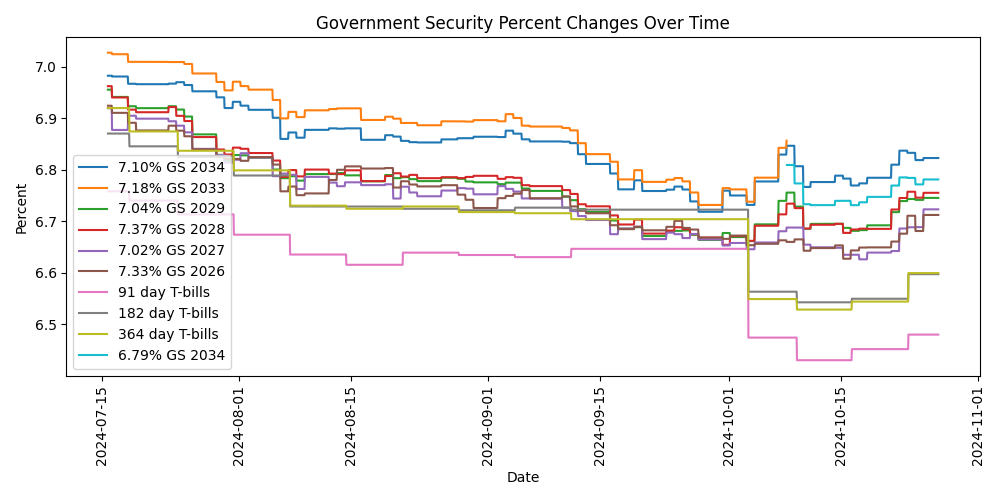 Government Security Percent Changes Over Time
Percent
7.0
6.9
6.8
6.7
6.6
6.5
7.10% GS 2034
7.18% GS 2033
7.04% GS 2029
7.37% GS 2028
7.02% GS 2027
7.33% GS 2026
91 day T-bills
182 day T-bills
364 day T-bills
6.79% GS 2034
2024-07-15
2024-08-01
2024-08-15
2024-09-01
2024-09-15
2024-10-01
2024-10-15
2024-11-01
Date